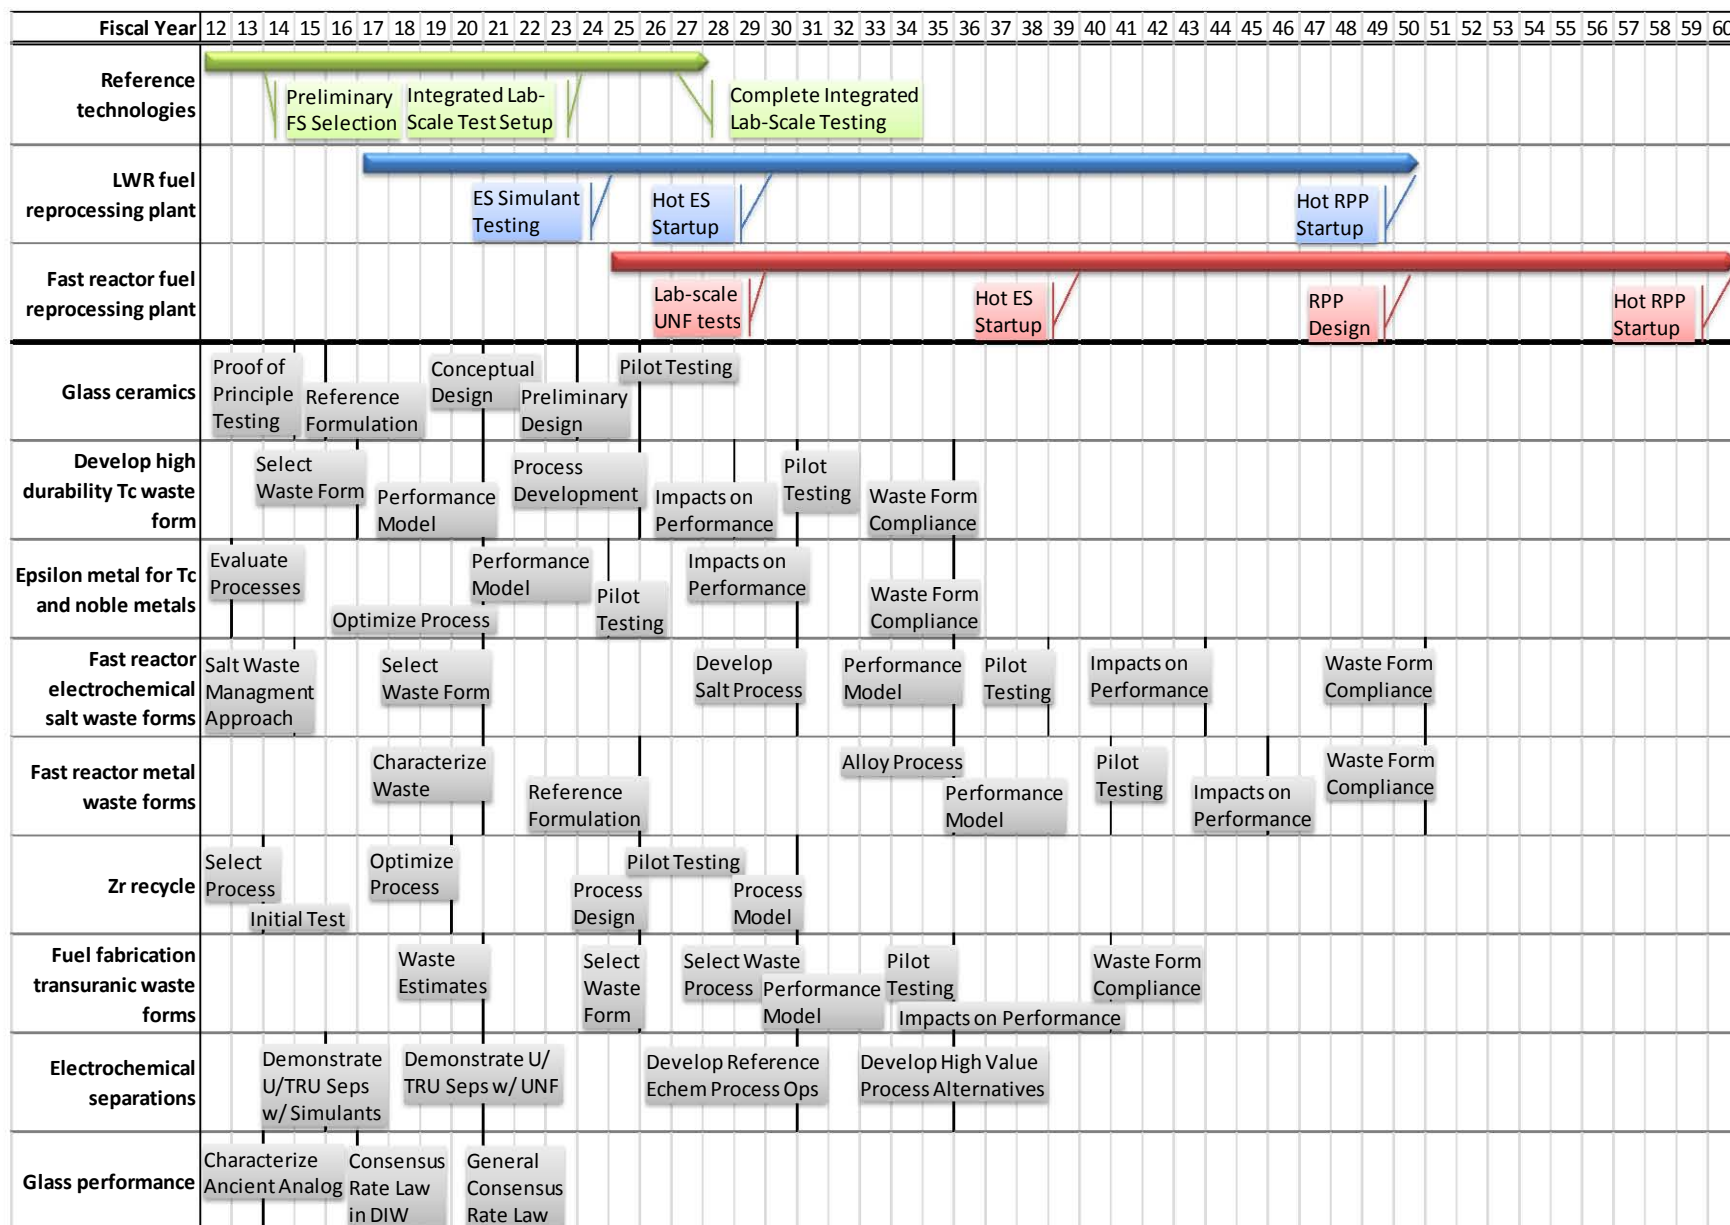 Fiscal Year 12 13 14 15 16 17 18 19 20 21 22 23 24 25 26 27 28 29 30 31 32 33 34 35 36 37 38 39 40 41 42 43 44 45 46 47 48 49 50 51 52 53 54 55 56 57 58 59 60
Reference
technologies
Preliminary
FS Selection
Integrated Lab-
Scale Test Setup
Complete Integrated
Lab-Scale Testing
LWR fuel
reprocessing plant
ES Simulant
Testing
Hot ES
Startup
Hot RPP
Startup
Fast reactor fuel
reprocessing plant
Lab-scale
UNF tests
Hot ES
Startup
RPP
Design
Hot RPP
Startup
Glass ceramics
Proof of
Principle
Testing
Reference
Formulation
Conceptual
Design
Preliminary
Design
Pilot Testing
Develop high
durability Tc waste
form
Select
Waste Form
Performance
Model
Process
Development
Impacts on
Performance
Pilot
Testing
Waste Form
Compliance
Epsilon metal for Tc
and noble metals
Evaluate
Processes
Optimize Process
Performance
Model
Pilot
Testing
Impacts on
Performance
Waste Form
Compliance
Fast reactor
electrochemical
salt waste forms
Salt Waste
Managment
Approach
Select
Waste Form
Develop
Salt Process
Performance
Model
Pilot
Testing
Impacts on
Performance
Waste Form
Compliance
Fast reactor metal
waste forms
Characterize
Waste
Reference
Formulation
Alloy Process
Performance
Model
Pilot
Testing
Impacts on
Performance
Waste Form
Compliance
Zr recycle
Select
Process
Initial Test
Optimize
Process
Process
Design
Pilot Testing
Process
Model
Fuel fabrication
transuranic waste
forms
Waste
Estimates
Select
Waste
Form
Select Waste
Process
Performance
Model
Pilot
Testing
Impacts on Performance
Waste Form
Compliance
Electrochemical
separations
Demonstrate
U/TRU Seps
w/ Simulants
Demonstrate U/
TRU Seps w/ UNF
Develop Reference
Echem Process Ops
Develop High Value
Process Alternatives
Glass performance
Characterize
Ancient Analog
Consensus
Rate Law
in DIW
General
Consensus
Rate Law